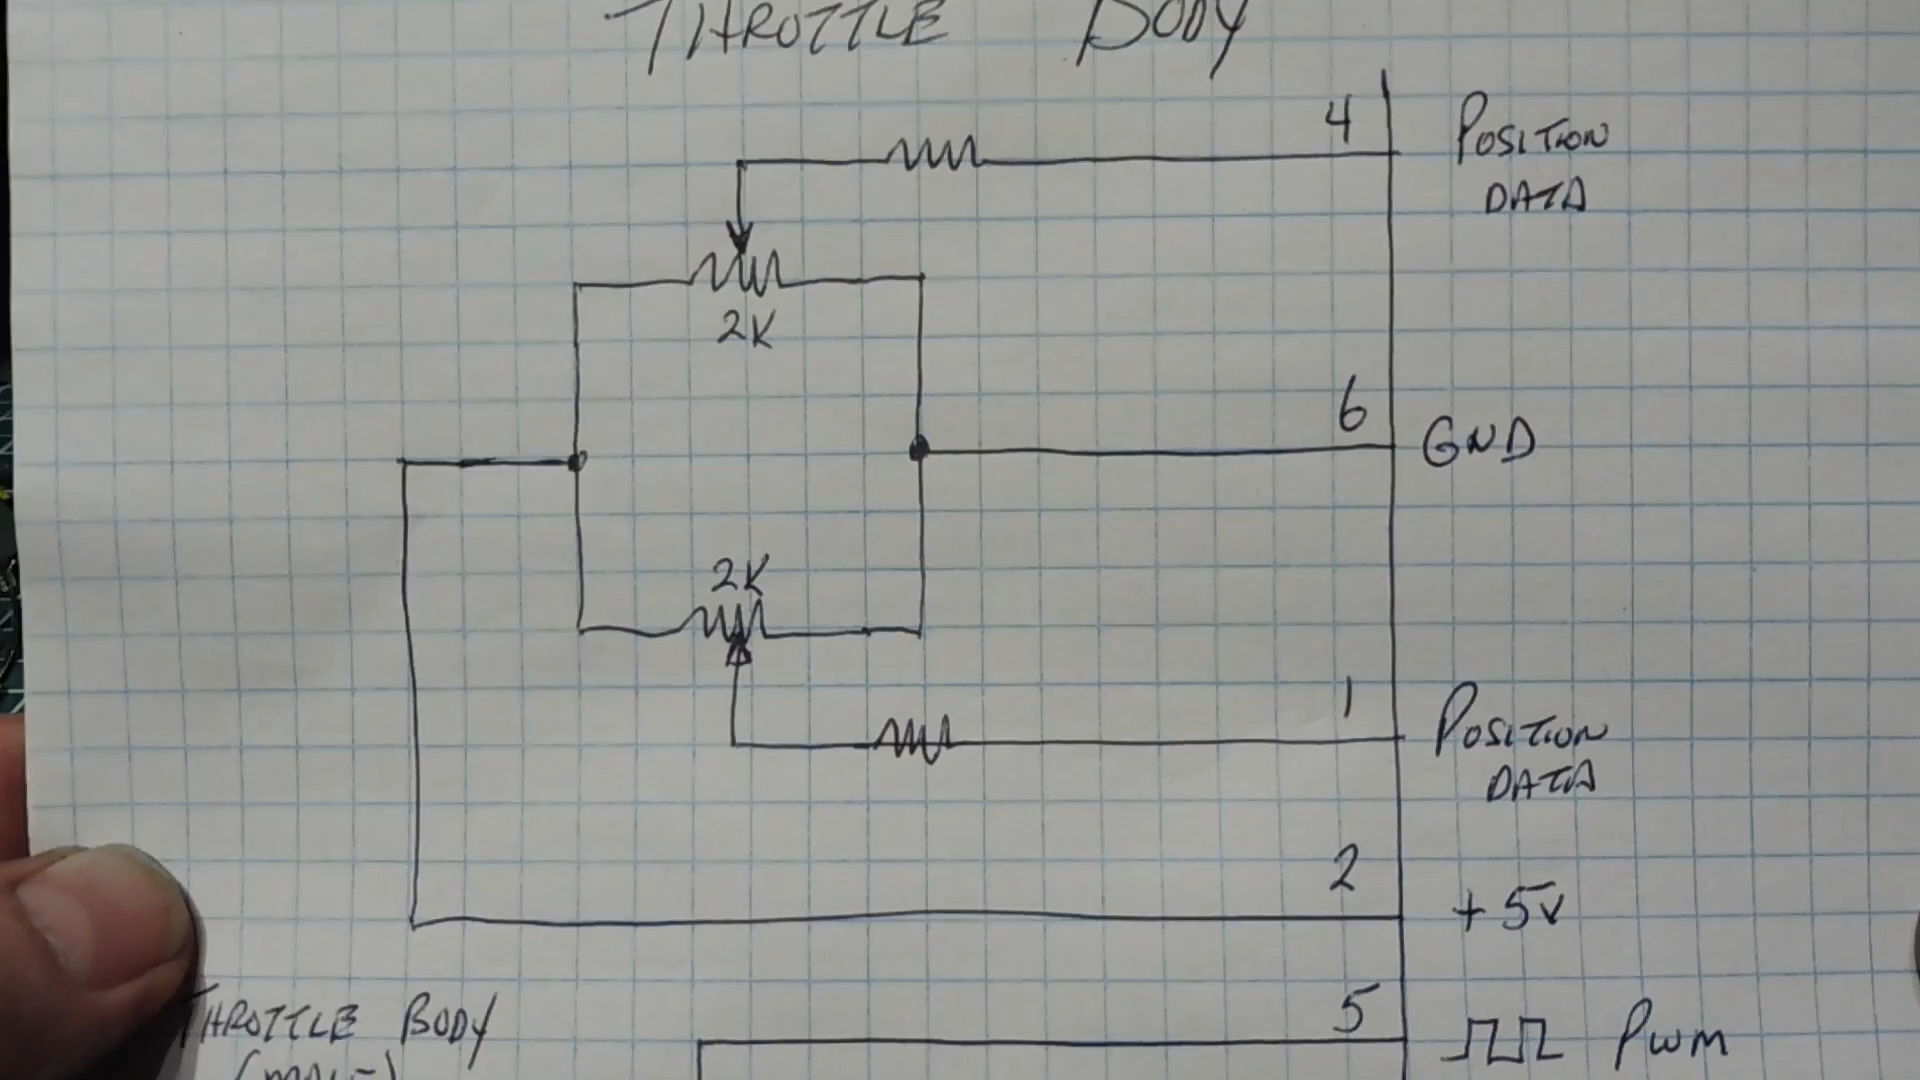 THROTTLE BODY
4
POSITION
DATA
2K
6
GND
2K
1
POSITION
DATA
2
+5V
5
PWM
THROTTLE BODY